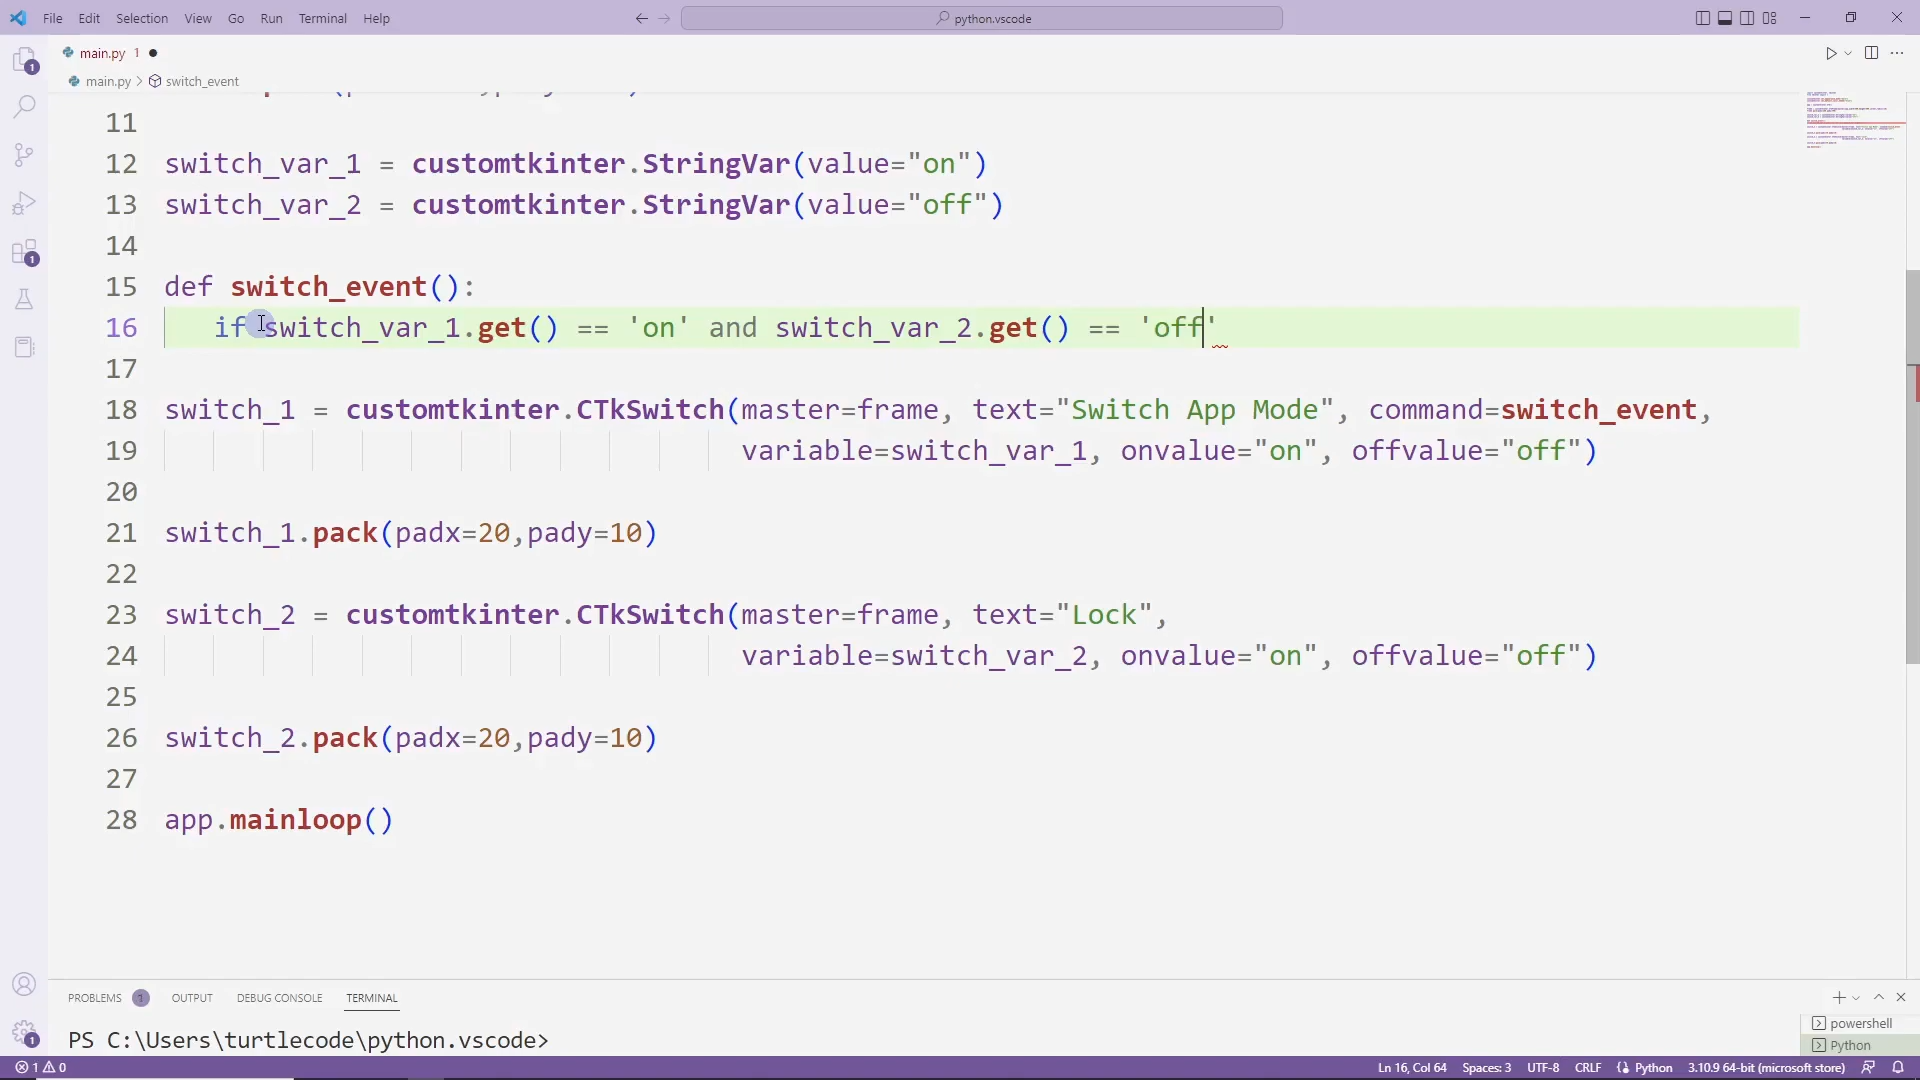 File Edit Selection View Go Run Terminal Help
python.vscode
main.py 1
main.py > switch_event
11
12 switch_var_1 = customtkinter.StringVar(value="on")
13 switch_var_2 = customtkinter.StringVar(value="off")
14
15 def switch_event():
16 if switch_var_1.get() == 'on' and switch_var_2.get() == 'off'
17
18 switch_1 = customtkinter.CTkSwitch(master=frame, text="Switch App Mode", command=switch_event,
19 variable=switch_var_1, onvalue="on", offvalue="off")
20
21 switch_1.pack(padx=20,pady=10)
22
23 switch_2 = customtkinter.CTkSwitch(master=frame, text="Lock",
24 variable=switch_var_2, onvalue="on", offvalue="off")
25
26 switch_2.pack(padx=20,pady=10)
27
28 app.mainloop()
PROBLEMS 1 OUTPUT DEBUG CONSOLE TERMINAL
powershell
PS C:\Users\turtlecode\python.vscode>
Python
1 0 Ln 16, Col 64 Spaces: 3 UTF-8 CRLF Python 3.10.9 64-bit (microsoft store)